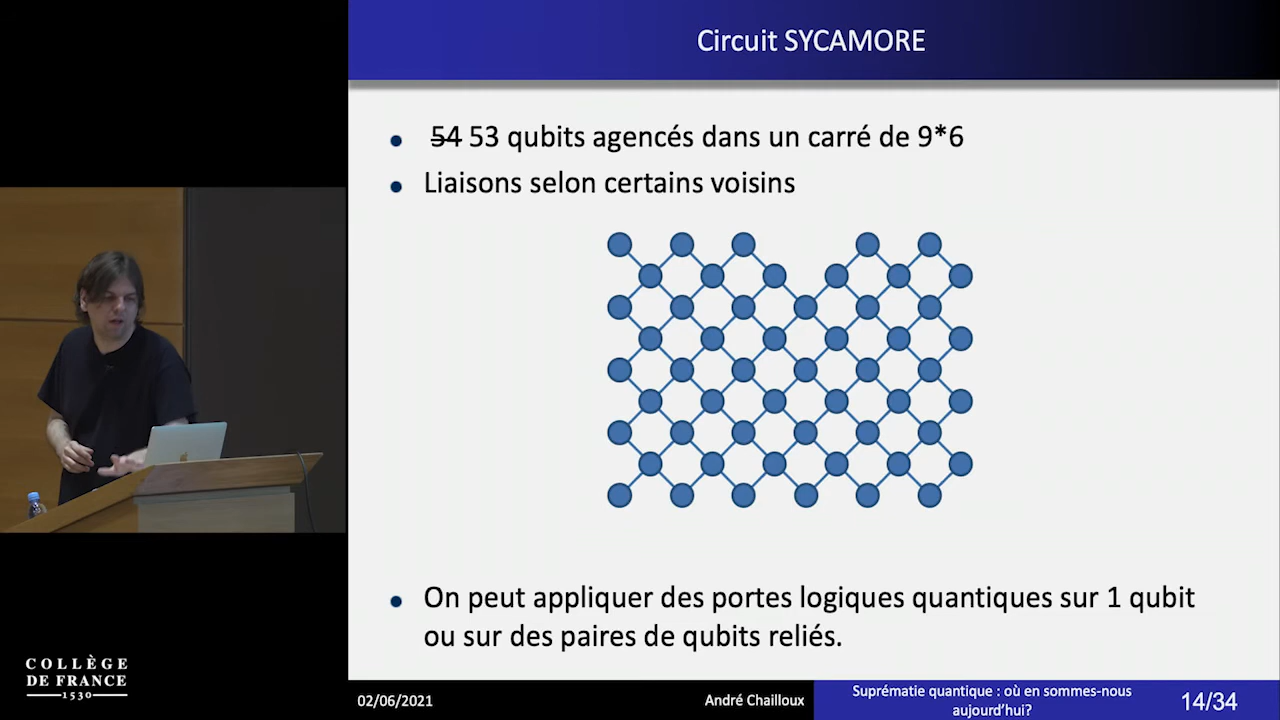 Circuit SYCAMORE
54 53 qubits agencés dans un carré de 9*6
Liaisons selon certains voisins
On peut appliquer des portes logiques quantiques sur 1 qubit
ou sur des paires de qubits reliés.
COLLÈGE
DE FRANCE
1530
02/06/2021
André Chailloux
Suprématie quantique : où en sommes-nous
aujourd'hui?
14/34